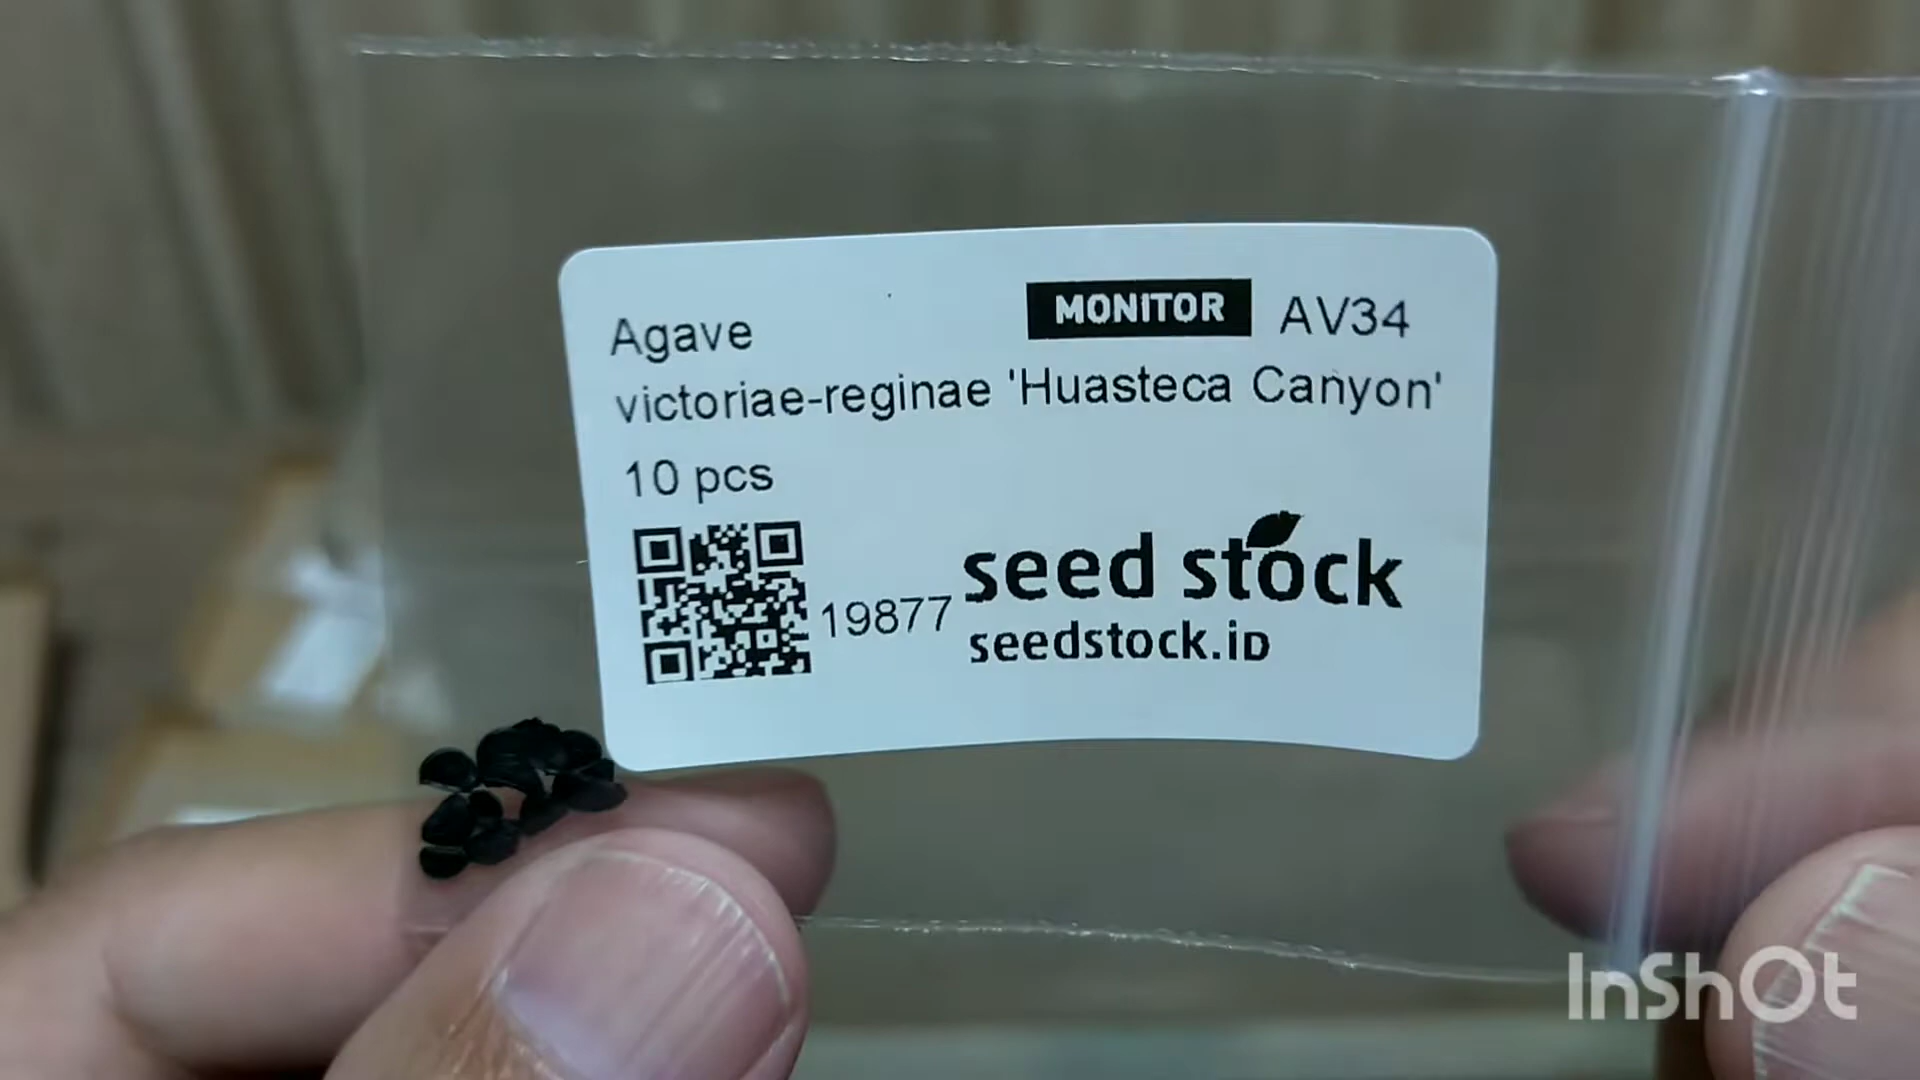 Agave MONITOR AV34
victoriae-reginae 'Huasteca Canyon'
10 pcs
19877 seed stock
seedstock.iD
InShOt